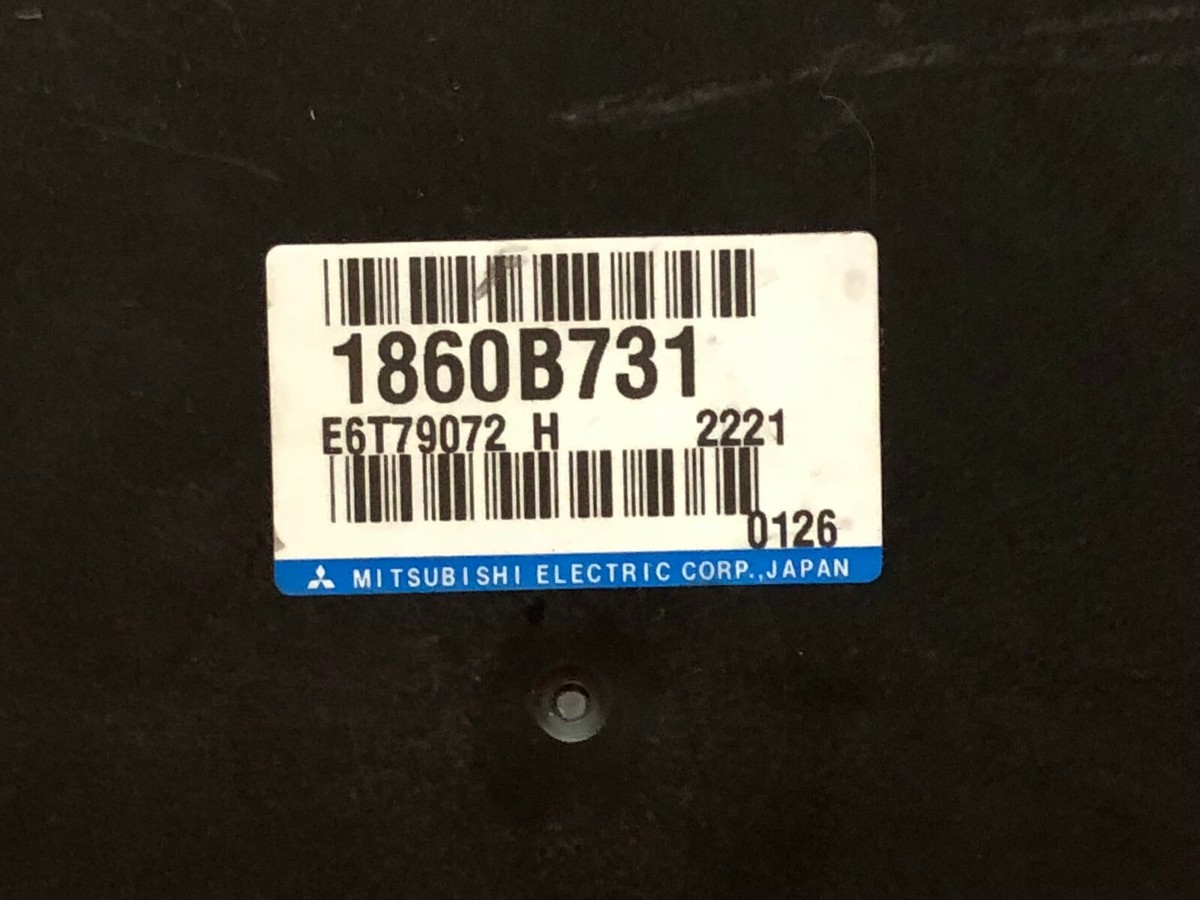 1860B731
E6T79072 H 2221
0126
MITSUBISHI ELECTRIC CORP.,JAPAN